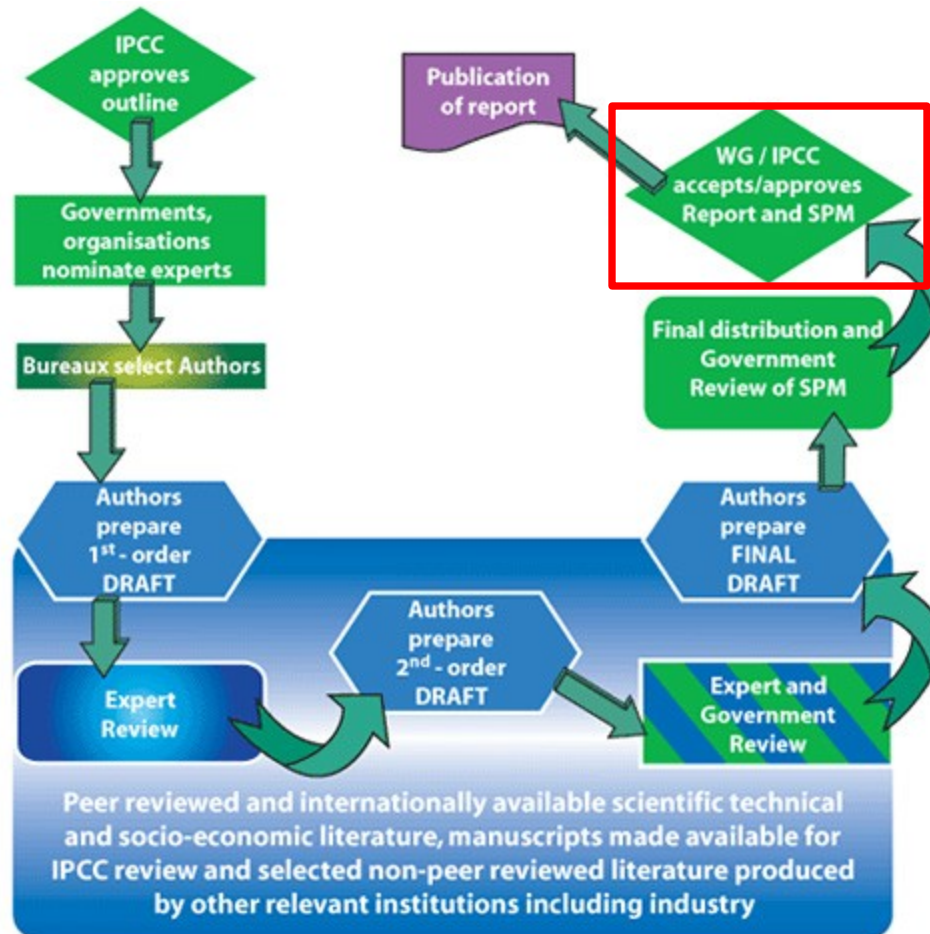 IPCC
approves
outline
Governments,
organisations
nominate experts
Bureaux select Authors
Authors
prepare
1st - order
DRAFT
Expert
Review
Authors
prepare
2nd - order
DRAFT
Expert and
Government
Review
Authors
prepare
FINAL
DRAFT
Final distribution and
Government
Review of SPM
WG / IPCC
accepts/approves
Report and SPM
Publication
of report
Peer reviewed and internationally available scientific technical
and socio-economic literature, manuscripts made available for
IPCC review and selected non-peer reviewed literature produced
by other relevant institutions including industry